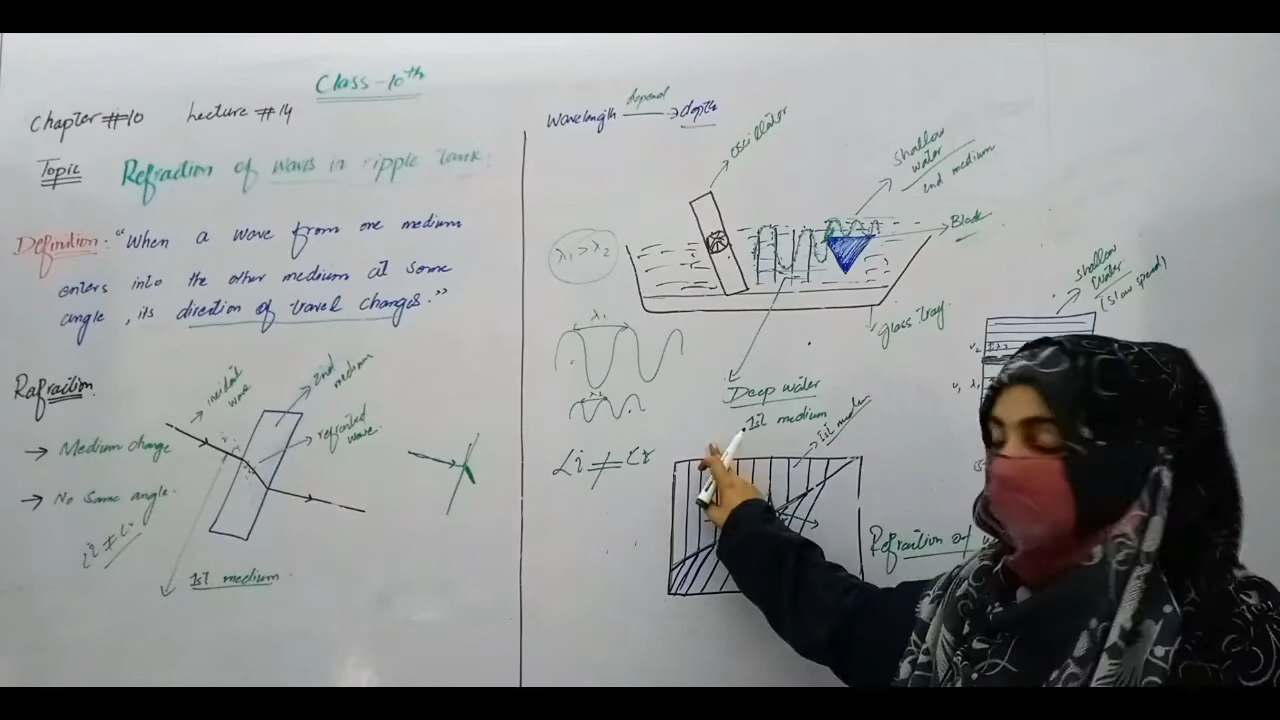 Class-10th
Chapter #10 Lecture #14
Topic Refraction of waves in ripple tank.
Definition: "When a wave from one medium
enters into the other medium at some
angle, its direction of travel changes."
Rafraction.
→ Medium change
→ No same angle.
incident
wave
2nd
medium
refracted
wave.
1st medium
wavelength depend → depth
oscillator
shallow
water
2nd medium
Block
λ1 > λ2
glass tray
λ1
λ2
Deep water
1st medium
∠i ≠ ∠r
shallow
water
(slow speed)
Refraction of